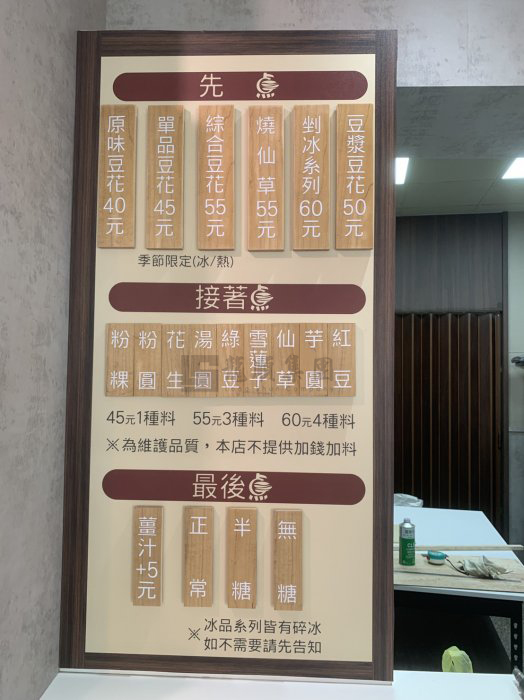 先點
豆漿豆花50元
剉冰系列60元
燒仙草55元
綜合豆花55元
單品豆花45元
原味豆花40元
季節限定(冰/熱)
接著點
紅豆
芋圓
仙草
雪蓮子
綠豆
湯圓
花生
粉圓
粉粿
45元1種料 55元3種料 60元4種料
※為維護品質，本店不提供加錢加料
最後點
無糖
半糖
正常
薑汁+5元
※冰品系列皆有碎冰
如不需要請先告知